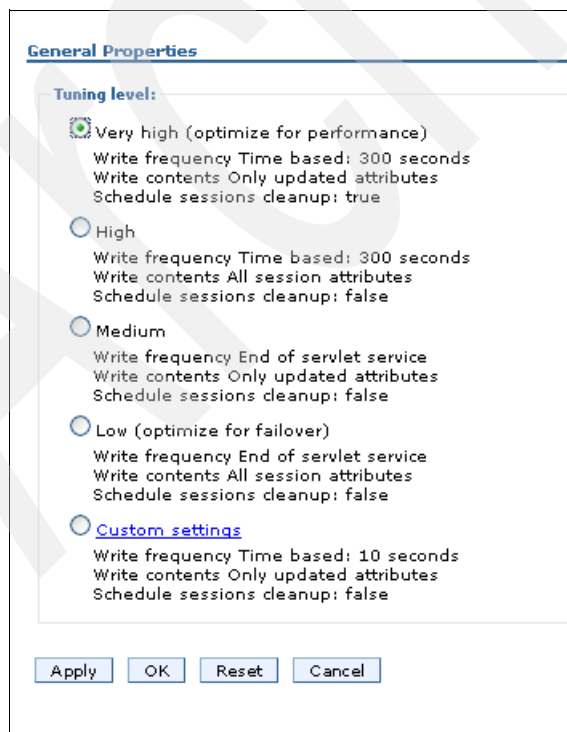 General Properties
Tuning level:
Very high (optimize for performance)
Write frequency Time based: 300 seconds
Write contents Only updated attributes
Schedule sessions cleanup: true
High
Write frequency Time based: 300 seconds
Write contents All session attributes
Schedule sessions cleanup: false
Medium
Write frequency End of servlet service
Write contents Only updated attributes
Schedule sessions cleanup: false
Low (optimize for failover)
Write frequency End of servlet service
Write contents All session attributes
Schedule sessions cleanup: false
Custom settings
Write frequency Time based: 10 seconds
Write contents Only updated attributes
Schedule sessions cleanup: false
Apply OK Reset Cancel